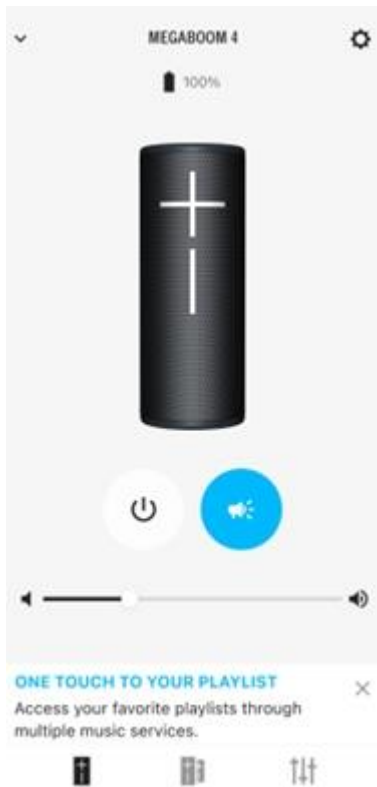 MEGABOOM 4
100%
ONE TOUCH TO YOUR PLAYLIST
Access your favorite playlists through
multiple music services.